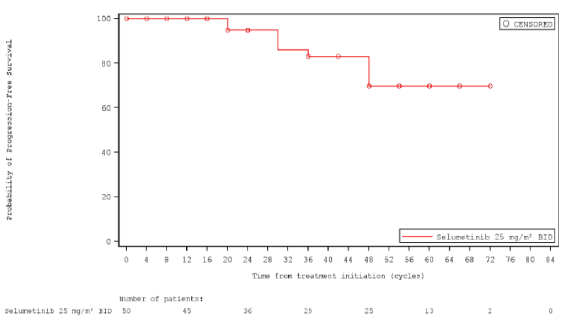 Probability of Progression-Free Survival
100
80
60
40
20
0
CENSORED
Selumetinib 25 mg/m² BID
0 4 8 12 16 20 24 28 32 36 40 44 48 52 56 60 64 68 72 76 80 84
Time from treatment initiation (cycles)
Number of patients:
Selumetinib 25 mg/m² BID 50 45 36 29 25 13 2 0